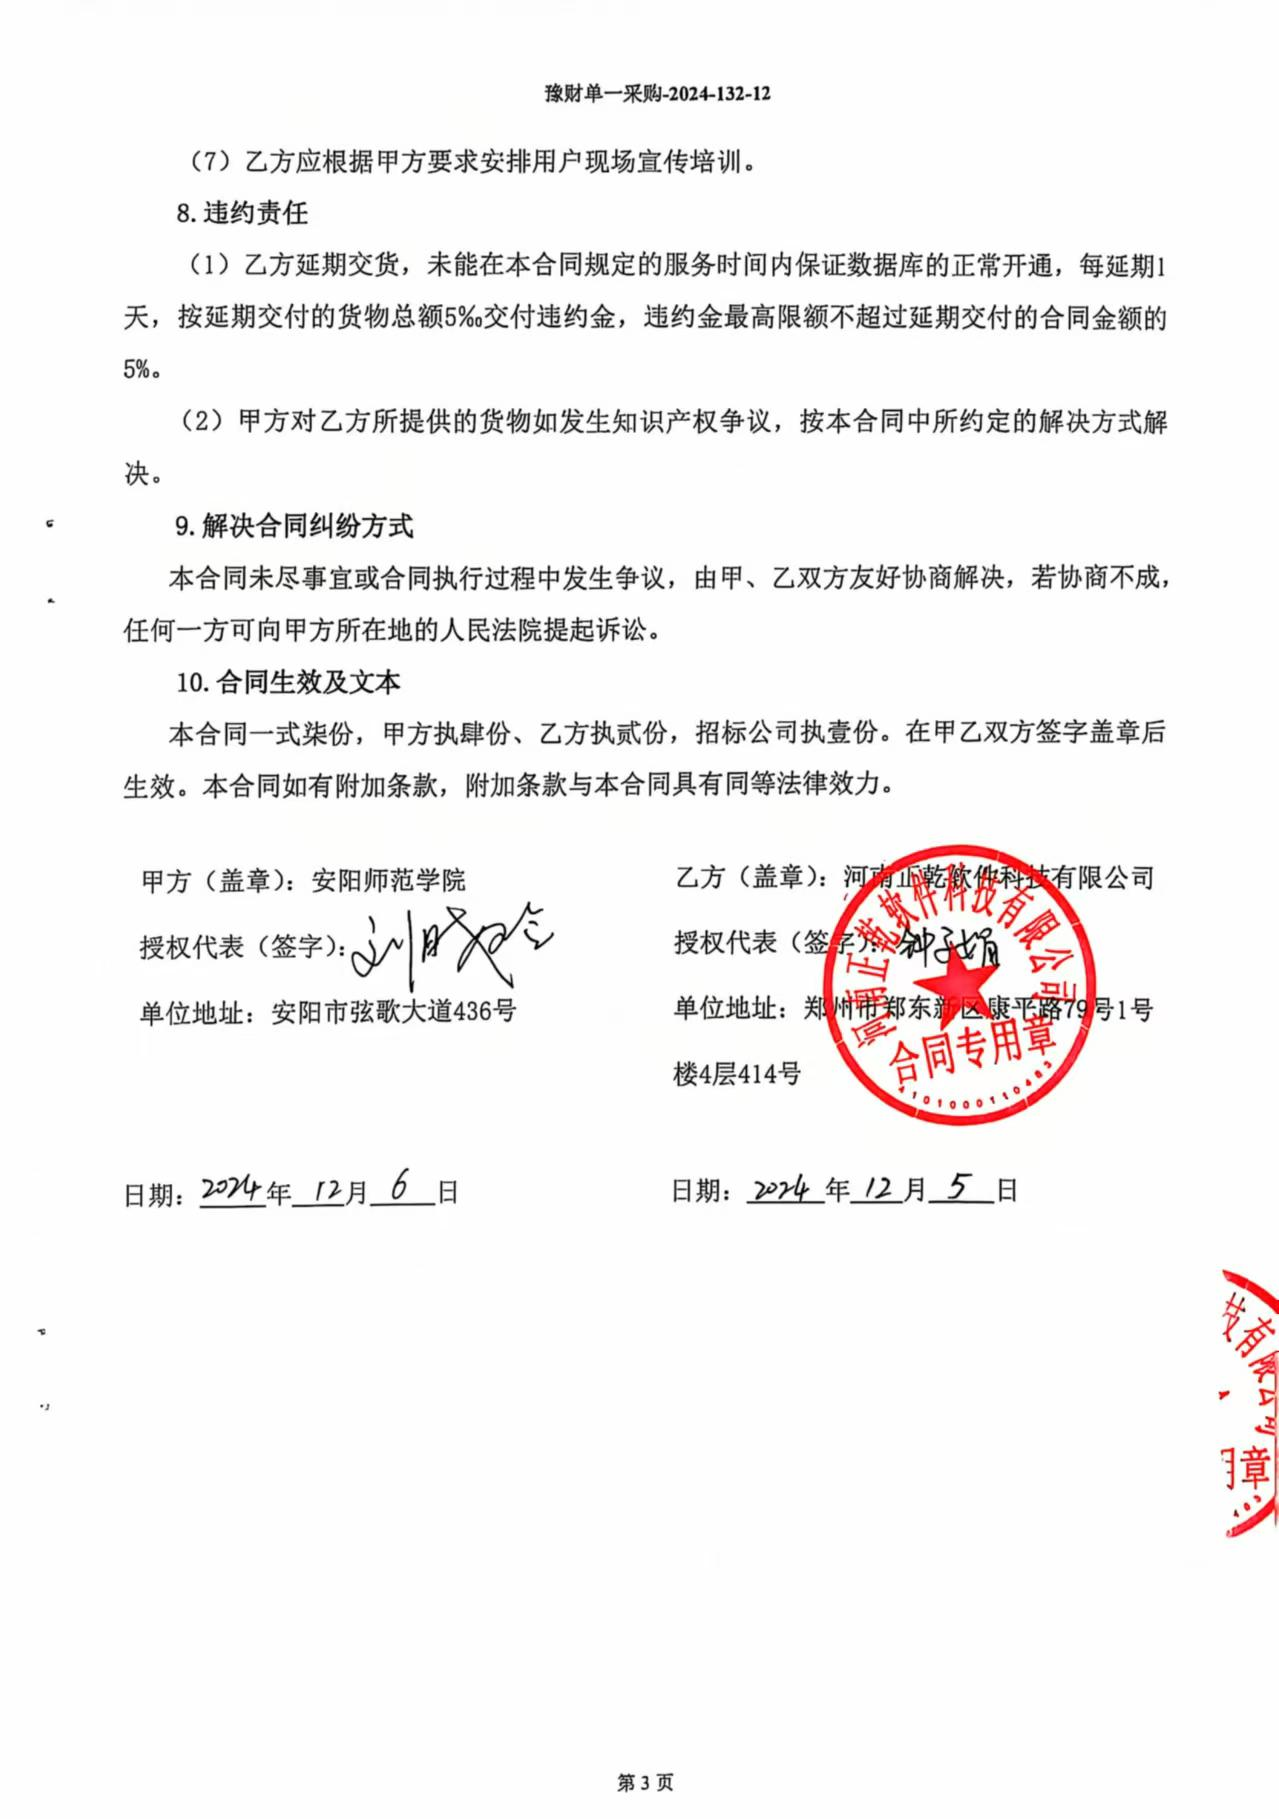 豫财单一采购-2024-132-12
（7）乙方应根据甲方要求安排用户现场宣传培训。
8.违约责任
（1）乙方延期交货，未能在本合同规定的服务时间内保证数据库的正常开通，每延期1
天，按延期交付的货物总额5‰交付违约金，违约金最高限额不超过延期交付的合同金额的
5%。
（2）甲方对乙方所提供的货物如发生知识产权争议，按本合同中所约定的解决方式解
决。
9.解决合同纠纷方式
本合同未尽事宜或合同执行过程中发生争议，由甲、乙双方友好协商解决，若协商不成，
任何一方可向甲方所在地的人民法院提起诉讼。
10.合同生效及文本
本合同一式柒份，甲方执肆份、乙方执贰份，招标公司执壹份。在甲乙双方签字盖章后
生效。本合同如有附加条款，附加条款与本合同具有同等法律效力。
甲方（盖章）：安阳师范学院
授权代表（签字）：
单位地址：安阳市弦歌大道436号
日期：2024年12月6日
乙方（盖章）：河南正乾软件科技有限公司
授权代表（签字）：
单位地址：郑州市郑东新区康平路79号1号
楼4层414号
河南正乾软件科技有限公司
合同专用章
4101000110483
日期：2024年12月5日
技有限公司
用章
第 3 页